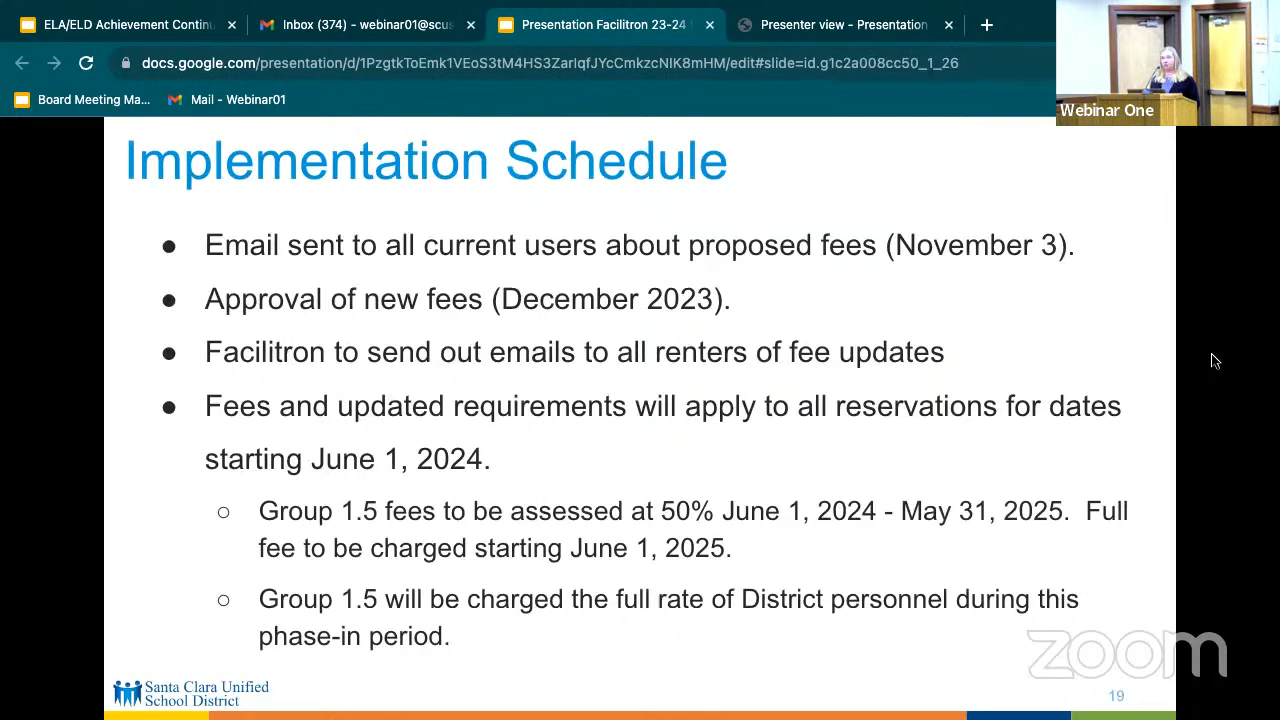 ELA/ELD Achievement Continu
Inbox (374) - webinar01@scus
Presentation Facilitron 23-24
Presenter view - Presentation
docs.google.com/presentation/d/1PzgtkToEmk1VEoS3tM4HS3ZarIqfJYcCmkzcNIK8mHM/edit#slide=id.g1c2a008cc50_1_26
Board Meeting Ma...
Mail - Webinar01
Webinar One
Implementation Schedule
● Email sent to all current users about proposed fees (November 3).
● Approval of new fees (December 2023).
● Facilitron to send out emails to all renters of fee updates
● Fees and updated requirements will apply to all reservations for dates
starting June 1, 2024.
○ Group 1.5 fees to be assessed at 50% June 1, 2024 - May 31, 2025. Full
fee to be charged starting June 1, 2025.
○ Group 1.5 will be charged the full rate of District personnel during this
phase-in period.
zoom
Santa Clara Unified
School District
19